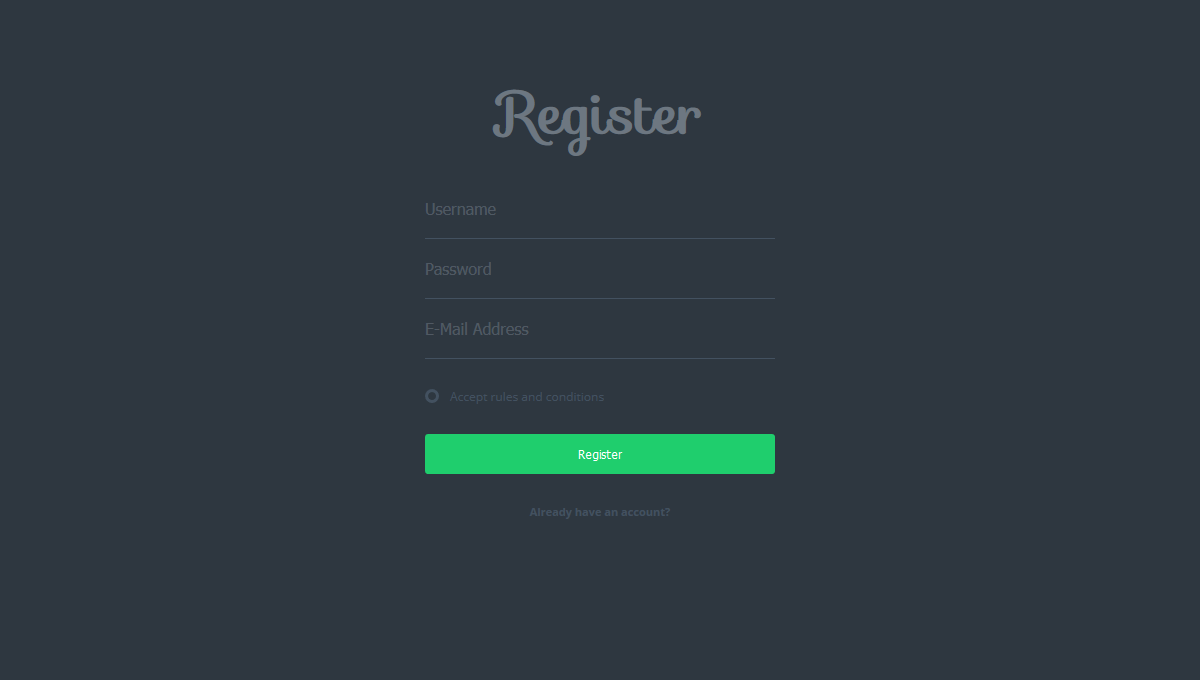 Register
Username
Password
E-Mail Address
Accept rules and conditions
Register
Already have an account?